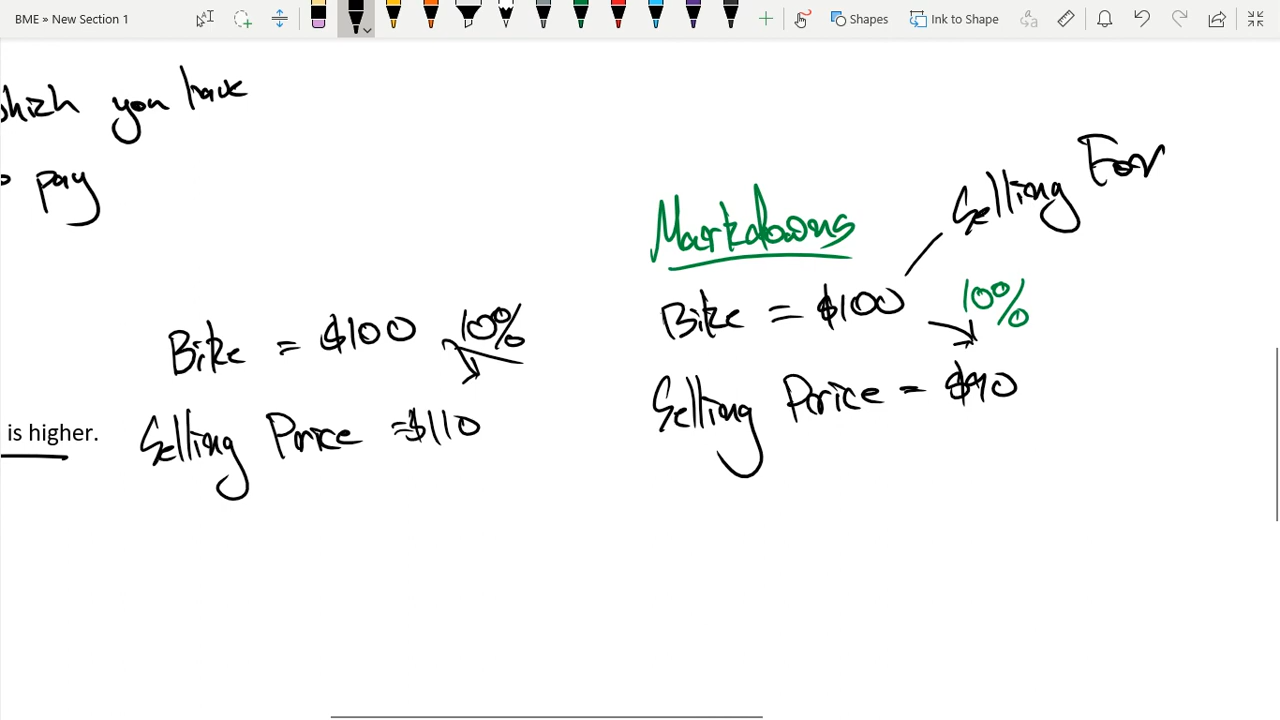 BME » New Section 1
Shapes
Ink to Shape
which you have
pay
Selling For
Markdowns
Bike = $100 10%
Selling Price = $90
Bike = $100 10%
is higher.
Selling Price = $110